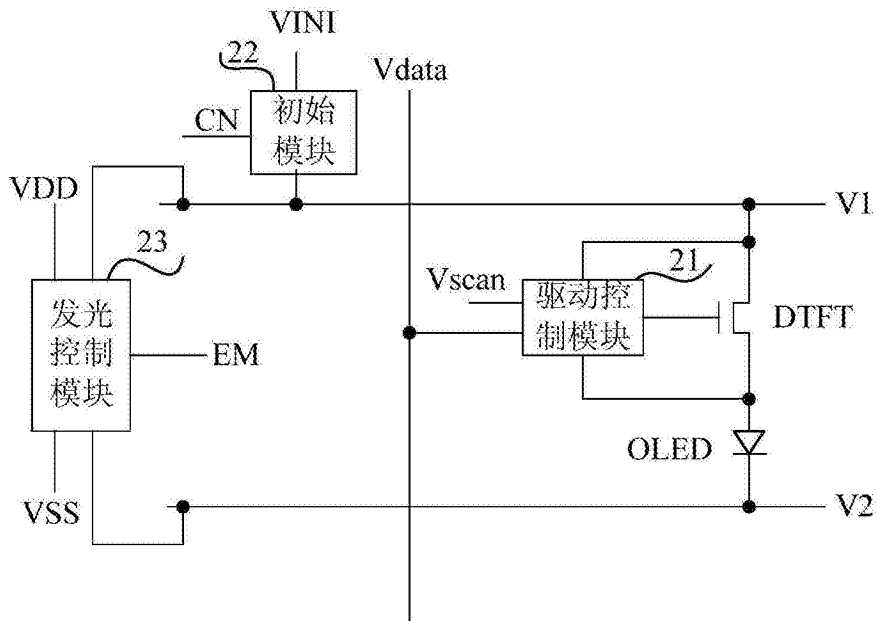 VINI
22
Vdata
CN
初始
模块
VDD
V1
23
21
Vscan
驱动控
制模块
DTFT
发光
控制
模块
EM
OLED
VSS
V2